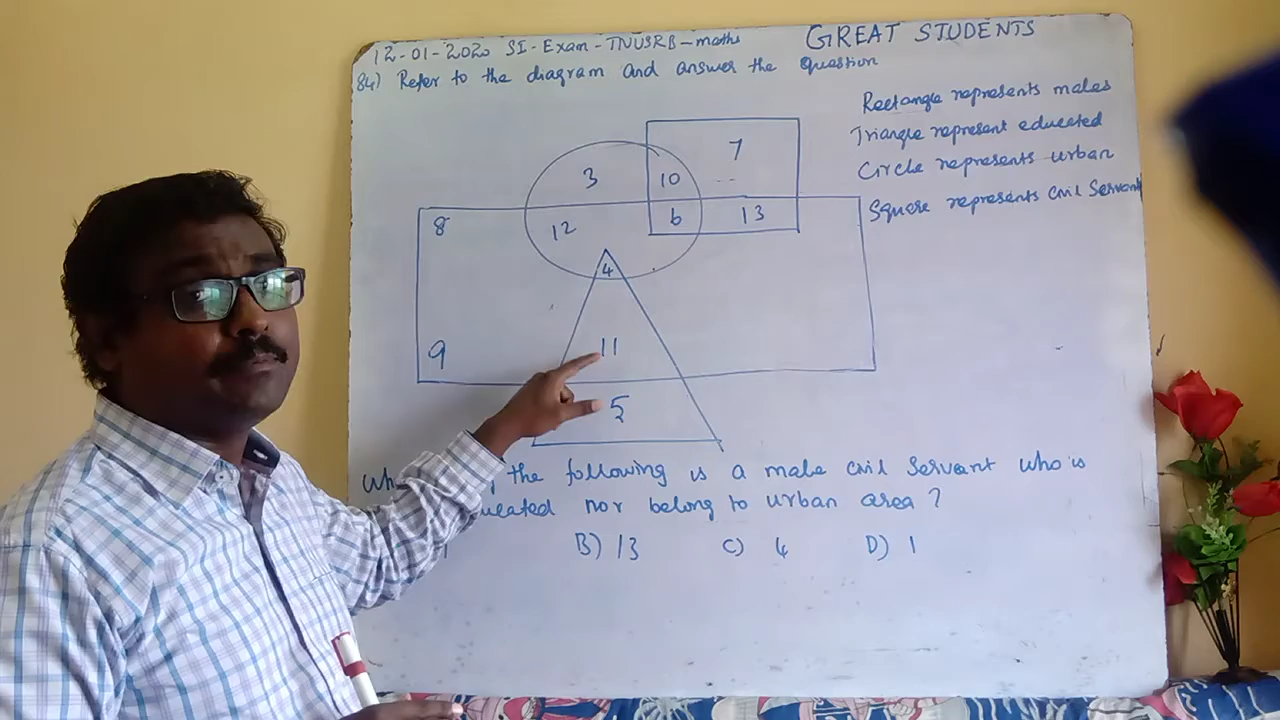 GREAT STUDENTS
12-01-2020 SI-Exam-TNUSRB-maths
84) Refer to the diagram and answer the question
Rectangle represents males
Triangle represent educated
Circle represents urban
Square represents civil Servant
7
3 10
8 12 6 13
4
9 11
5
the following is a male civil Servant who is
nor belong to urban area?
B) 13 C) 4 D) 1